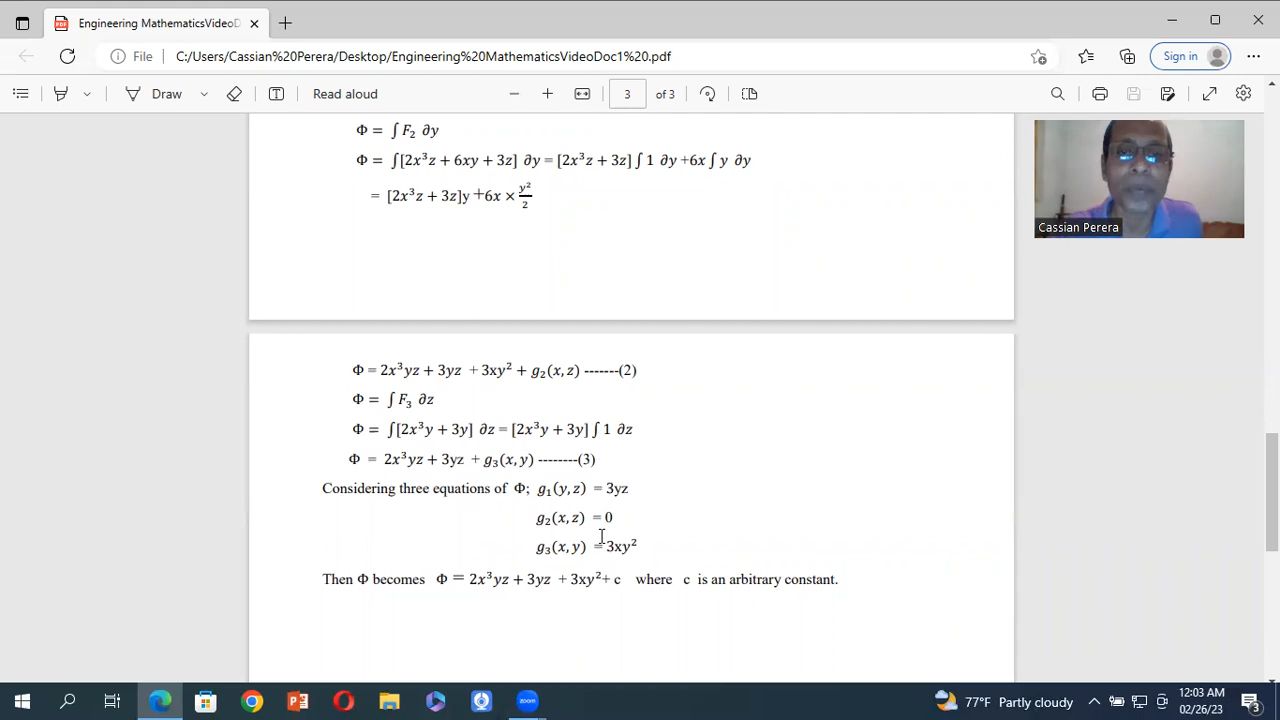 Engineering MathematicsVideoD
File
C:/Users/Cassian%20Perera/Desktop/Engineering%20MathematicsVideoDoc1%20.pdf
Sign in
Draw
Read aloud
3 of 3
Φ = ∫ F₂ ∂y
Φ = ∫[2x³z + 6xy + 3z] ∂y = [2x³z + 3z] ∫ 1 ∂y +6x ∫ y ∂y
= [2x³z + 3z]y +6x × y²/2
Cassian Perera
Φ = 2x³yz + 3yz + 3xy² + g₂(x, z) -------(2)
Φ = ∫ F₃ ∂z
Φ = ∫[2x³y + 3y] ∂z = [2x³y + 3y] ∫ 1 ∂z
Φ = 2x³yz + 3yz + g₃(x, y) --------(3)
Considering three equations of Φ; g₁(y, z) = 3yz
g₂(x, z) = 0
g₃(x, y) = 3xy²
Then Φ becomes Φ = 2x³yz + 3yz + 3xy²+ c where c is an arbitrary constant.
zoom
77°F Partly cloudy
12:03 AM
02/26/23
3